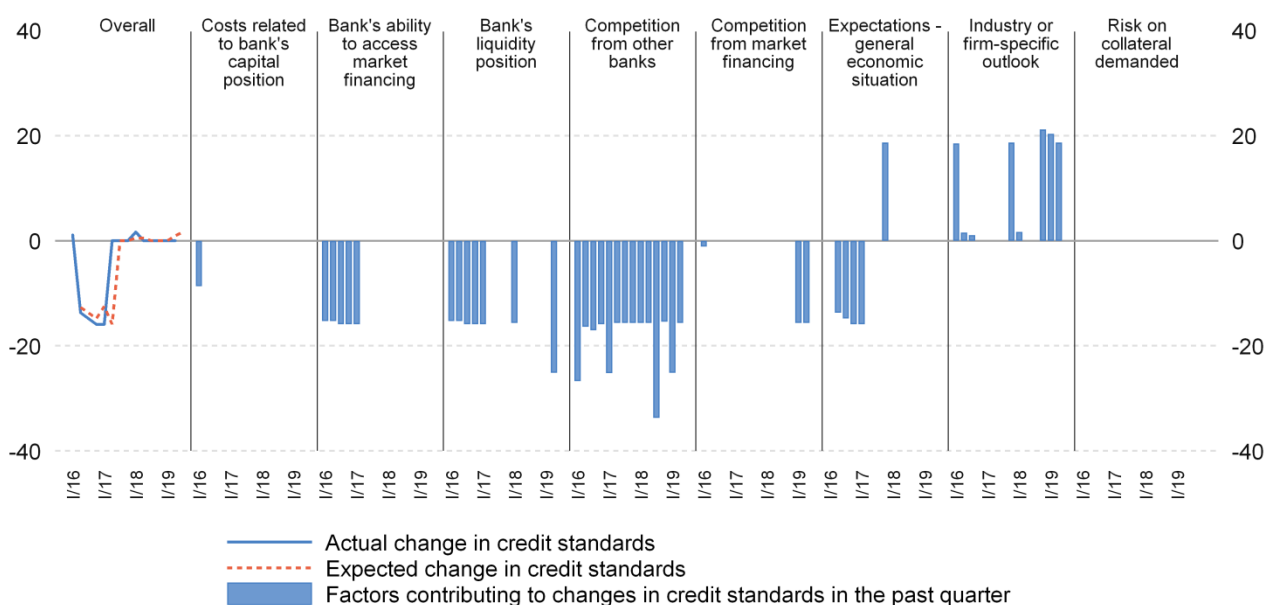 40
Overall
Costs related
to bank's
capital
position
Bank's ability
to access
market
financing
Bank's
liquidity
position
Competition
from other
banks
Competition
from market
financing
Expectations -
general
economic
situation
Industry or
firm-specific
outlook
Risk on
collateral
demanded
40
20
20
0
0
-20
-20
-40
-40
I/16
I/17
I/18
I/19
I/16
I/17
I/18
I/19
I/16
I/17
I/18
I/19
I/16
I/17
I/18
I/19
I/16
I/17
I/18
I/19
I/16
I/17
I/18
I/19
I/16
I/17
I/18
I/19
I/16
I/17
I/18
I/19
I/16
I/17
I/18
I/19
Actual change in credit standards
Expected change in credit standards
Factors contributing to changes in credit standards in the past quarter